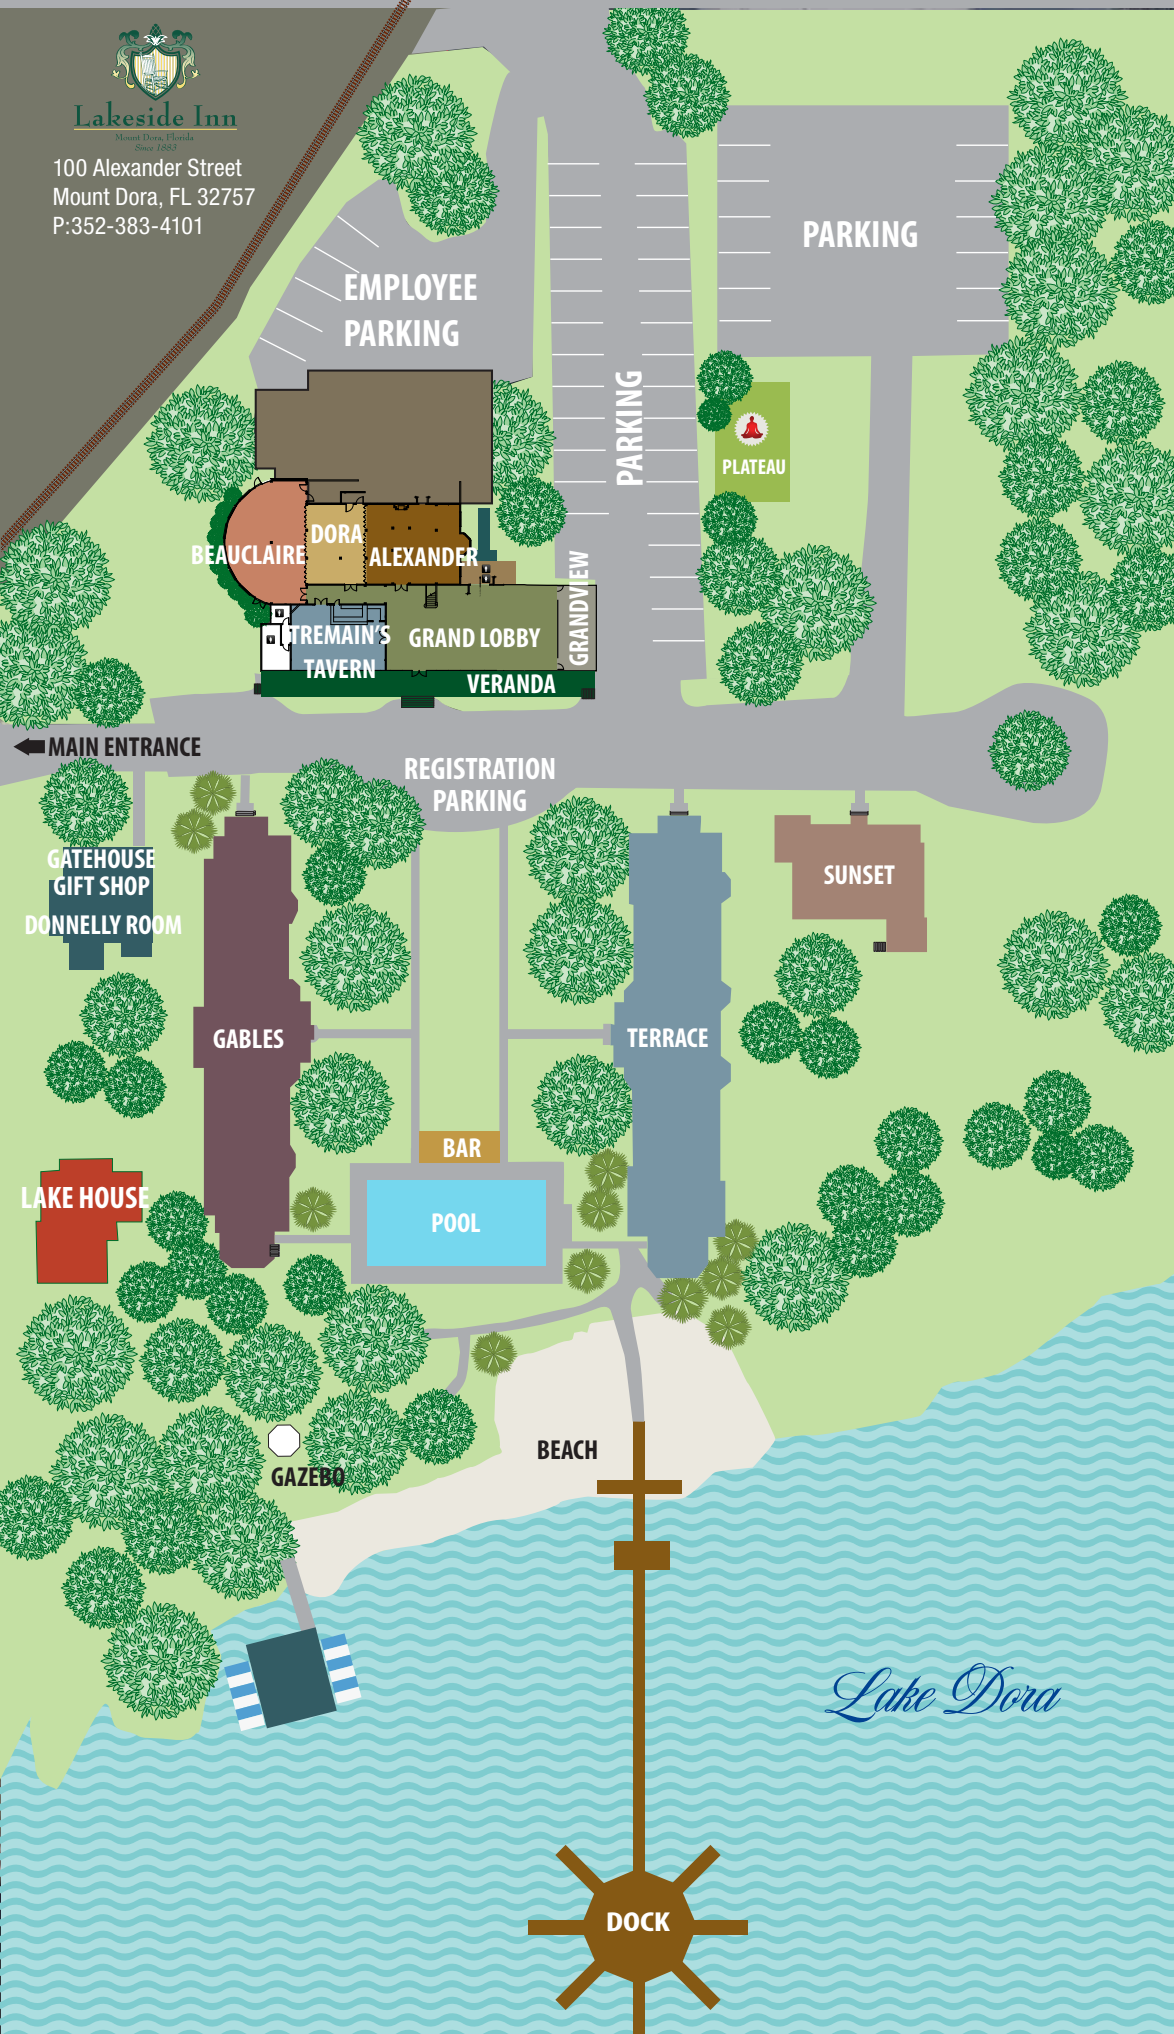 Lakeside Inn
Mount Dora, Florida
Since 1883
100 Alexander Street
Mount Dora, FL 32757
P:352-383-4101
PARKING
EMPLOYEE
PARKING
PARKING
PLATEAU
BEAUCLAIRE
DORA
ALEXANDER
GRANDVIEW
TREMAIN'S
TAVERN
GRAND LOBBY
VERANDA
MAIN ENTRANCE
REGISTRATION
PARKING
GATEHOUSE
GIFT SHOP
DONNELLY ROOM
SUNSET
GABLES
TERRACE
BAR
LAKE HOUSE
POOL
BEACH
GAZEBO
Lake Dora
DOCK